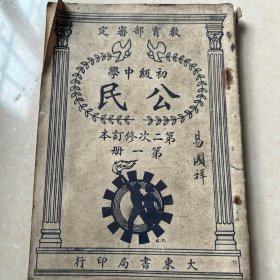 定審部育教
學中級初
民公
本訂修次二第
冊一第
易國祥
C.Y.
行印局書東大